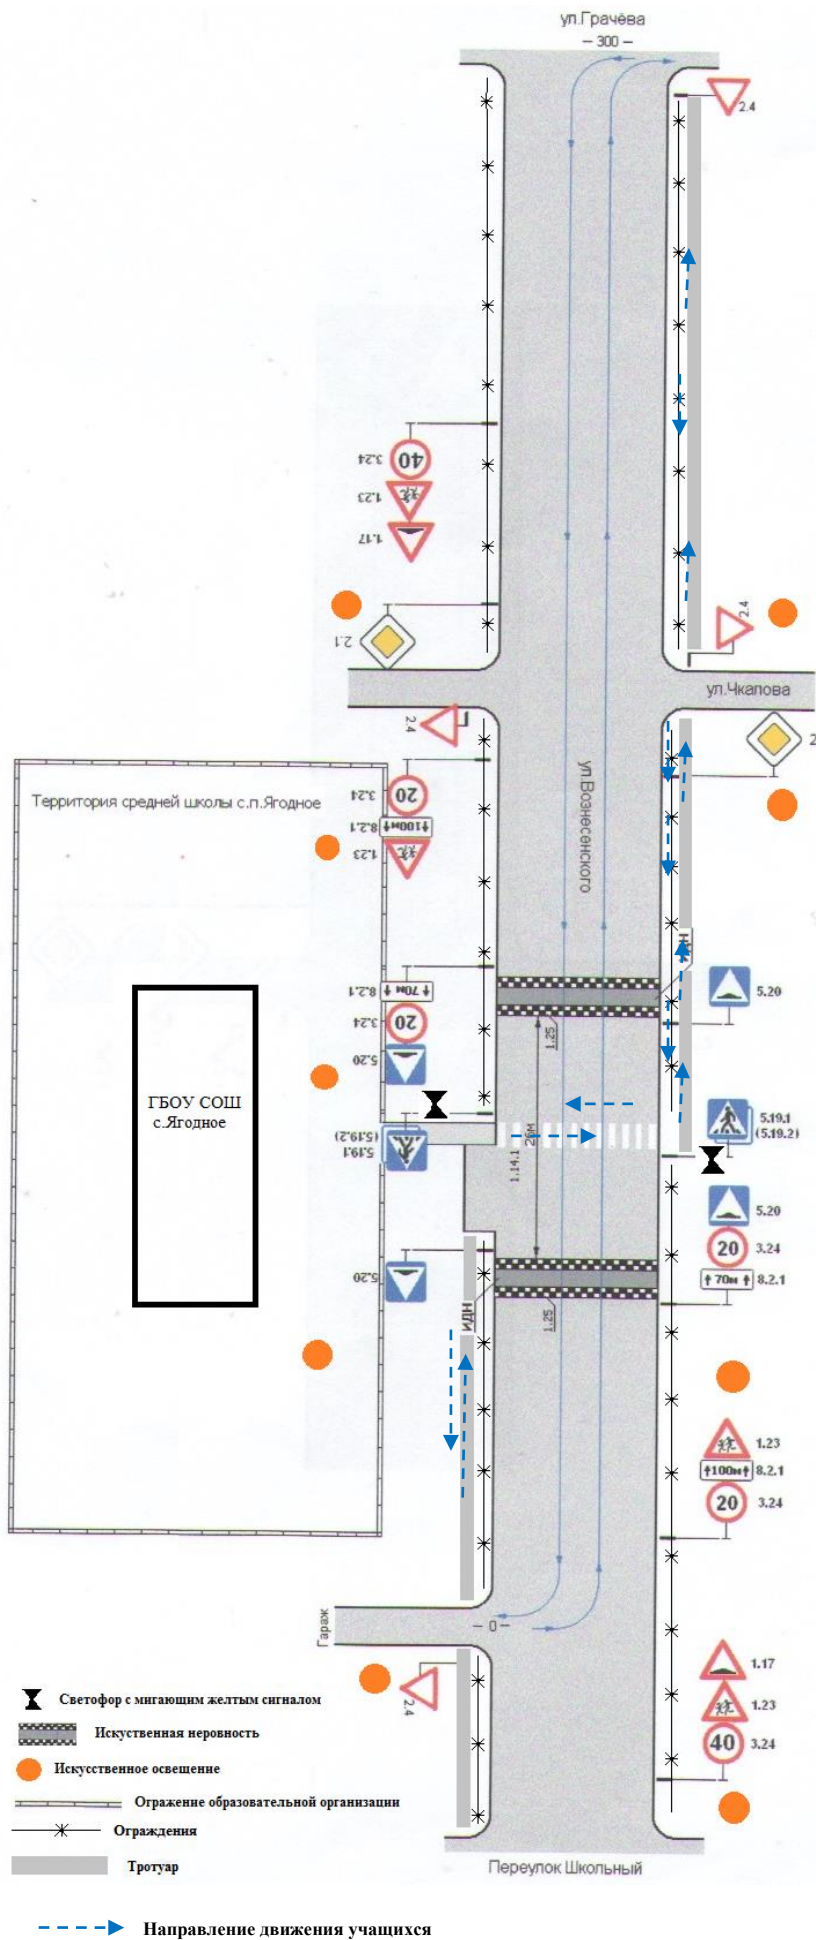 ул.Грачёва
– 300 –
2.4
40
3.24
1.23
1.17
2.1
2.4
ул.Чкалова
2.4
2
ул.Вознесенского
Территория средней школы с.п.Ягодное
20
3.24
↑100м↑
8.2.1
1.23
↑ 70м ↑
8.2.1
20
3.24
5.20
5.20
1.25
ГБОУ СОШ
с.Ягодное
5.19.1
(5.19.2)
5.19.1
(5.19.2)
26м
1.14.1
5.20
20
3.24
↑ 70м ↑
8.2.1
5.20
ИДН
1.25
1.23
↑100м↑
8.2.1
20
3.24
Гараж
– 0 –
2.4
1.17
1.23
40
3.24
Светофор с мигающим желтым сигналом
Искуственная неровность
Искусственное освещение
Огражение образовательной организации
Ограждения
Тротуар
Переулок Школьный
Направление движения учащихся